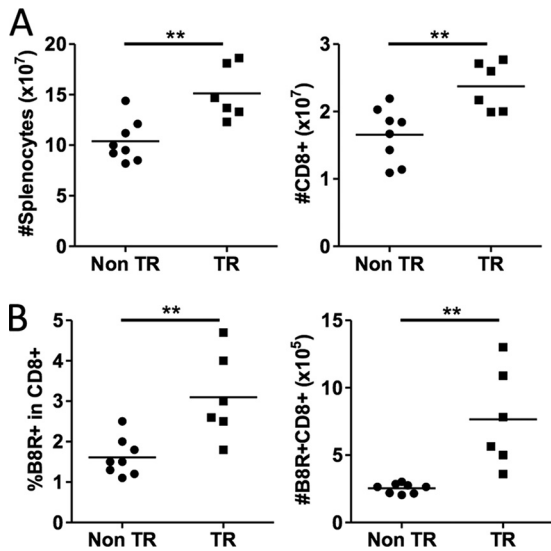 A
#Splenocytes (x10⁷)
20
15
10
5
0
**
Non TR
TR
#CD8+ (x10⁷)
3
2
1
0
**
Non TR
TR
B
%B8R+ in CD8+
5
4
3
2
1
0
**
Non TR
TR
#B8R+CD8+ (x10⁵)
15
10
5
0
**
Non TR
TR